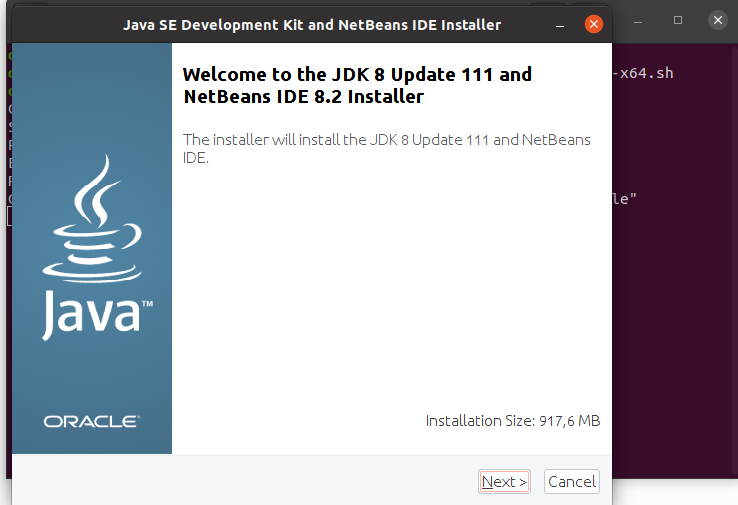 Java SE Development Kit and NetBeans IDE Installer
-x64.sh
Welcome to the JDK 8 Update 111 and
NetBeans IDE 8.2 Installer
The installer will install the JDK 8 Update 111 and NetBeans
IDE.
le"
Java™
ORACLE®
Installation Size: 917,6 MB
Next >
Cancel